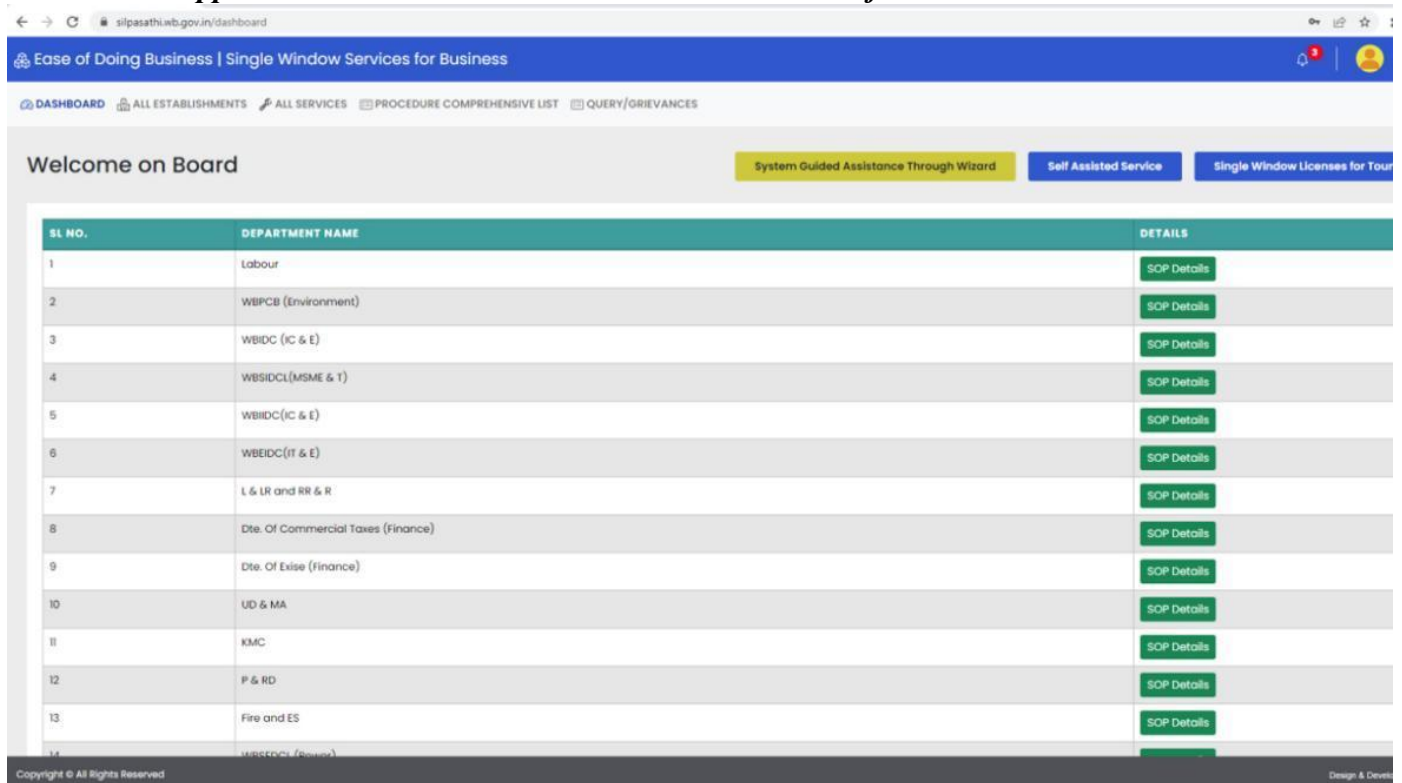 silpasathi.wb.gov.in/dashboard
Ease of Doing Business | Single Window Services for Business
3
DASHBOARD ALL ESTABLISHMENTS ALL SERVICES PROCEDURE COMPREHENSIVE LIST QUERY/GRIEVANCES
Welcome on Board
System Guided Assistance Through Wizard Self Assisted Service Single Window Licenses for Tour
SL NO. DEPARTMENT NAME DETAILS
1 Labour SOP Details
2 WBPCB (Environment) SOP Details
3 WBIDC (IC & E) SOP Details
4 WBSIDCL(MSME & T) SOP Details
5 WBIIDC(IC & E) SOP Details
6 WBEIDC(IT & E) SOP Details
7 L & LR and RR & R SOP Details
8 Dte. Of Commercial Taxes (Finance) SOP Details
9 Dte. Of Exise (Finance) SOP Details
10 UD & MA SOP Details
11 KMC SOP Details
12 P & RD SOP Details
13 Fire and ES SOP Details
14 WBSEDCL (Power)
Copyright © All Rights Reserved Design & Develo